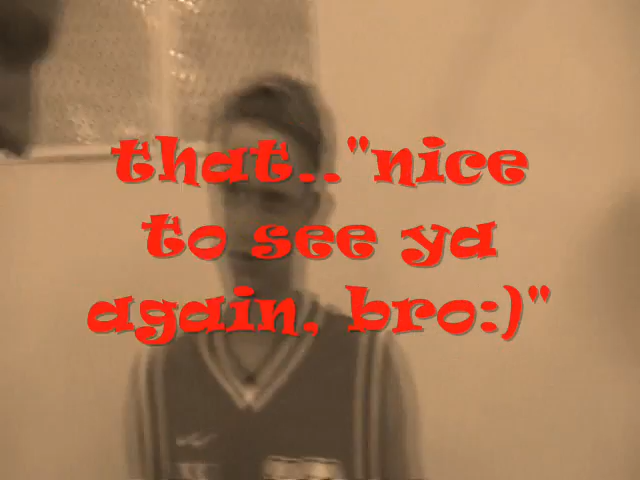 that.."nice
to see ya
again, bro:)"